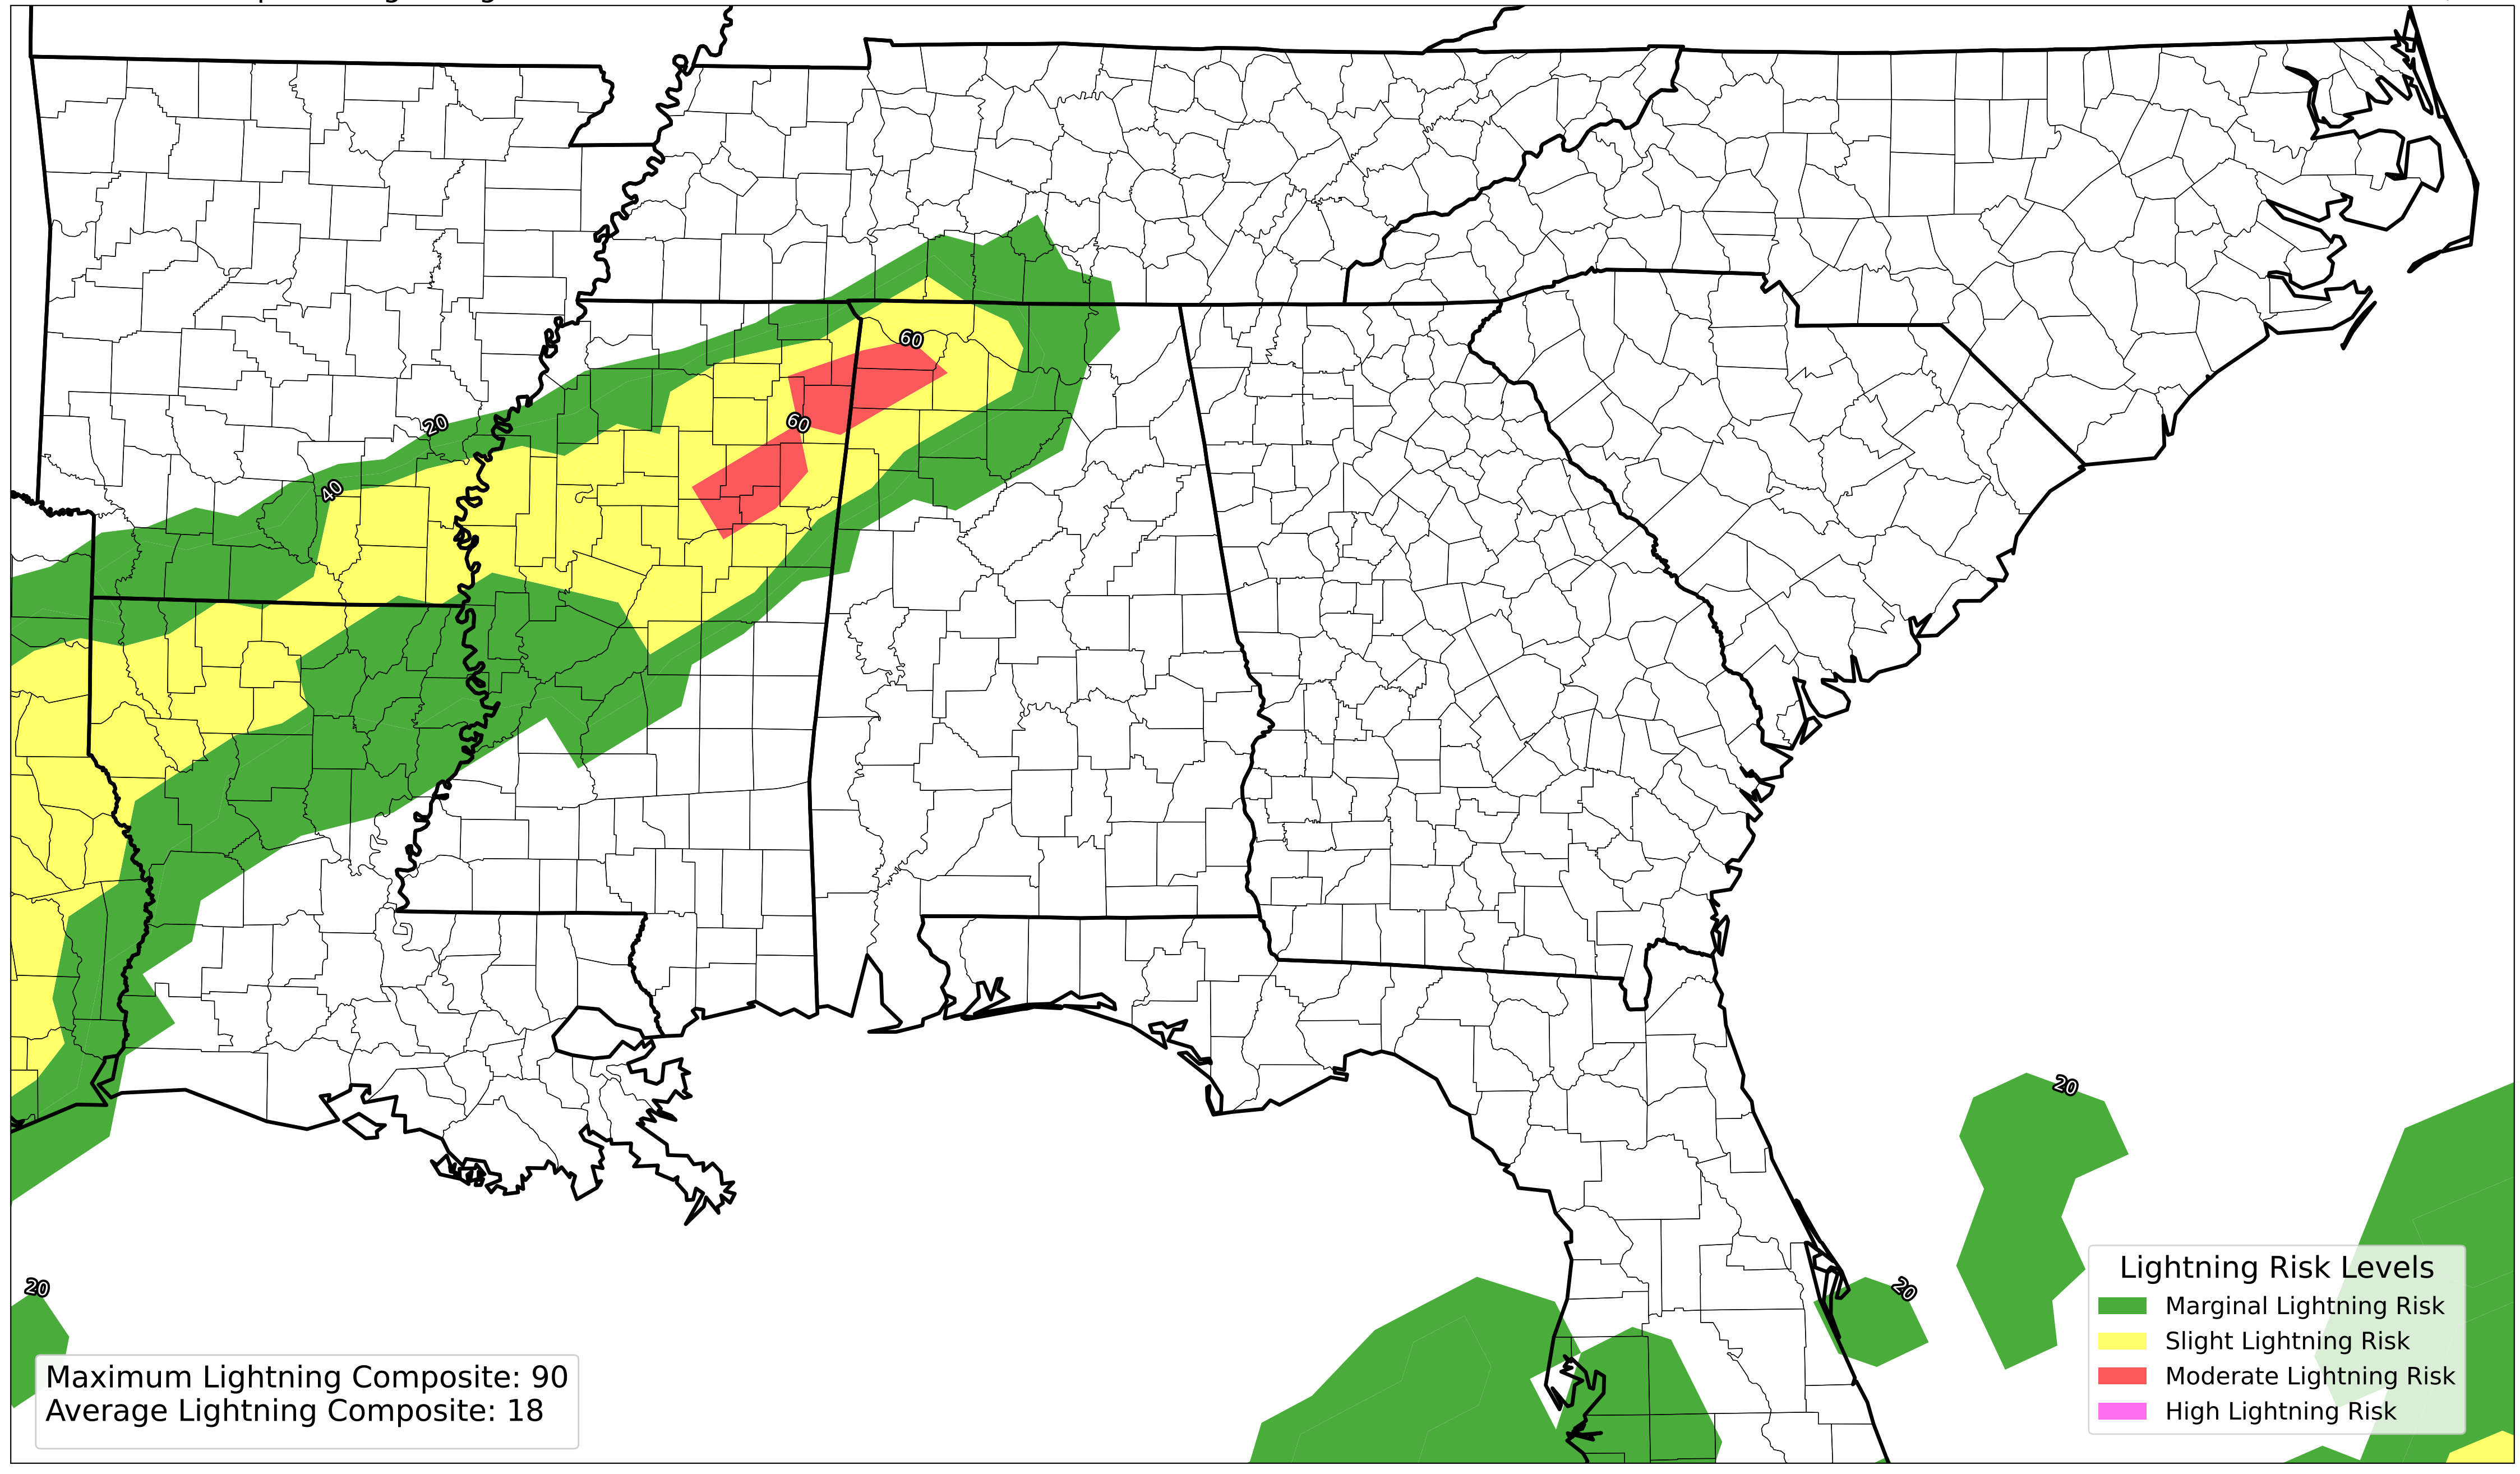 60
60
20
40
20
20
20
Maximum Lightning Composite: 90
Average Lightning Composite: 18
Lightning Risk Levels
Marginal Lightning Risk
Slight Lightning Risk
Moderate Lightning Risk
High Lightning Risk